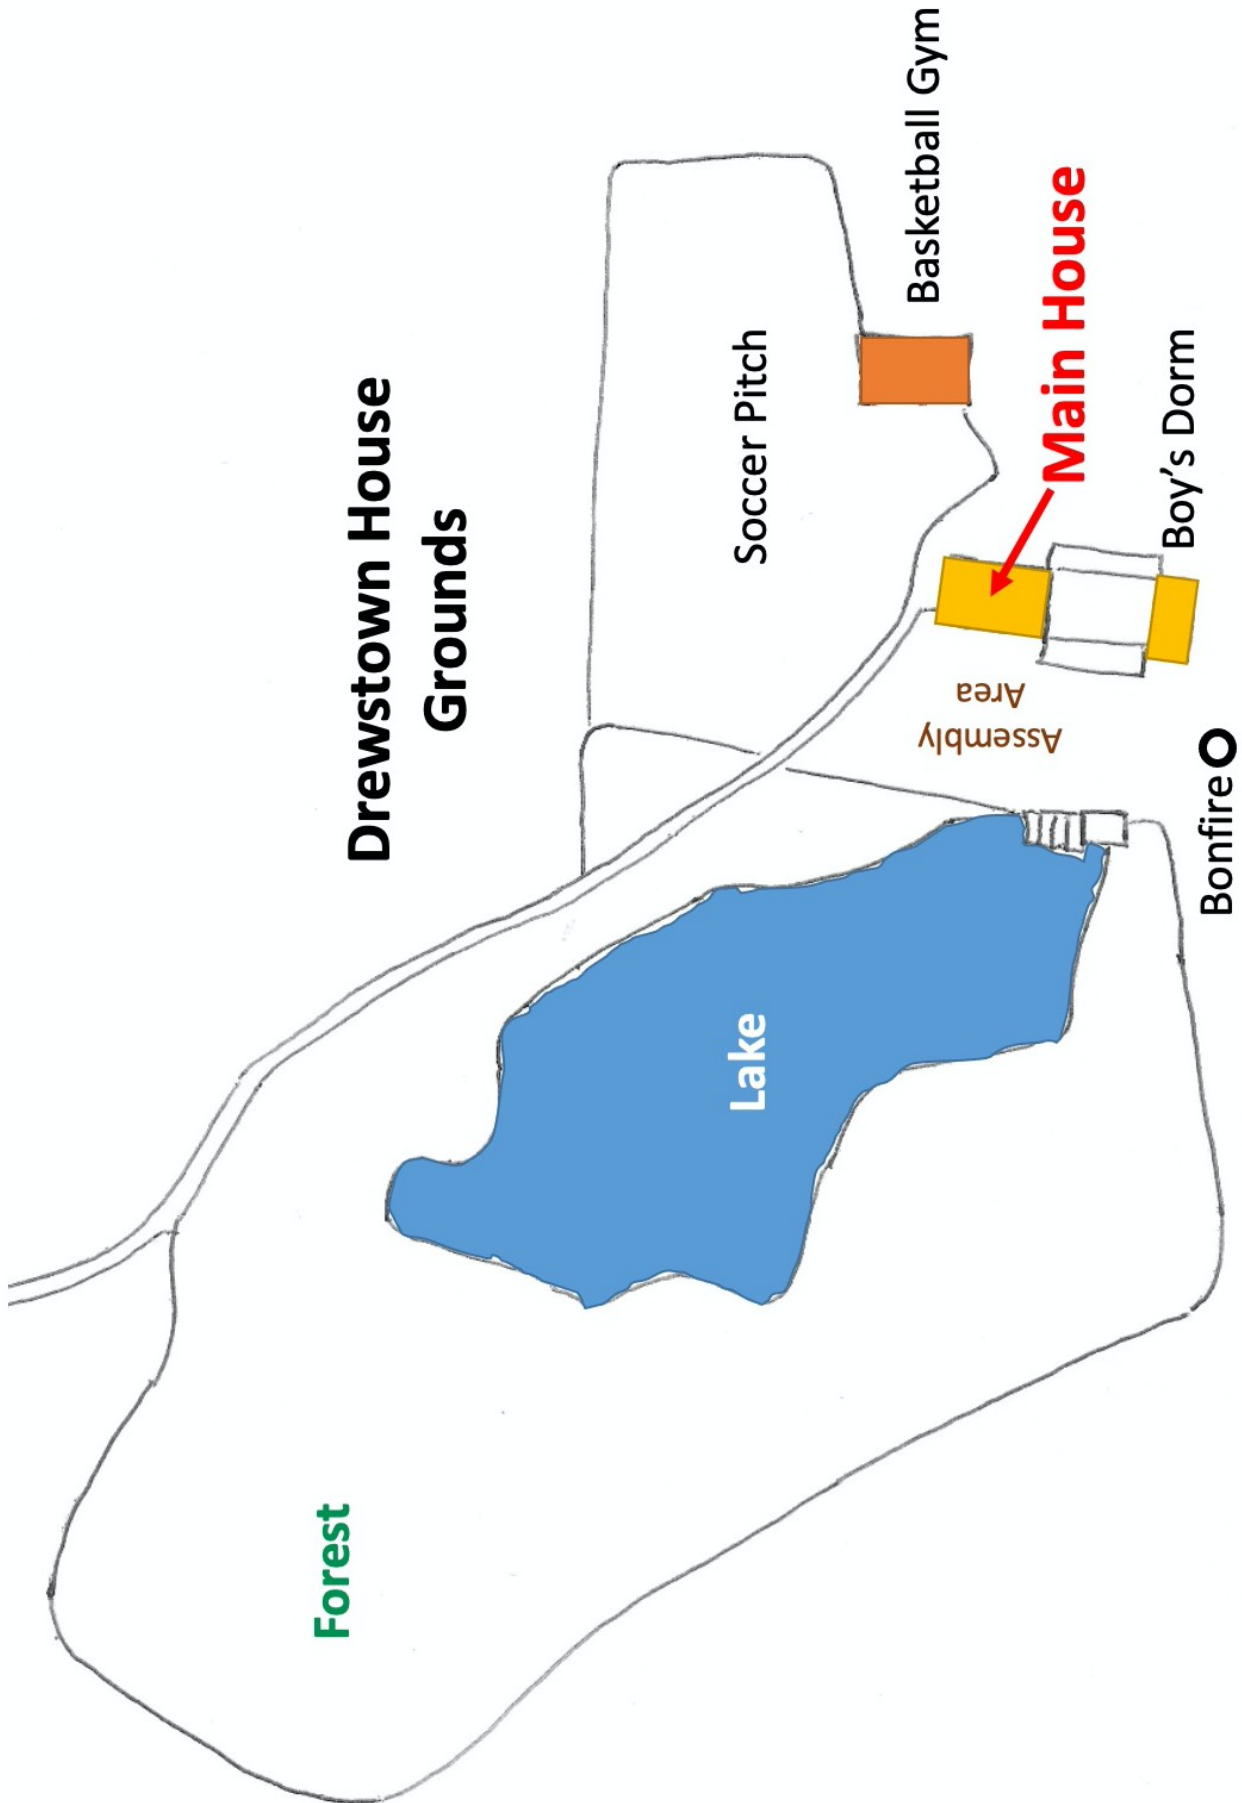 Drewstown House
Grounds
Soccer Pitch
Basketball Gym
Main House
Boy's Dorm
Assembly
Area
Bonfire
Lake
Forest